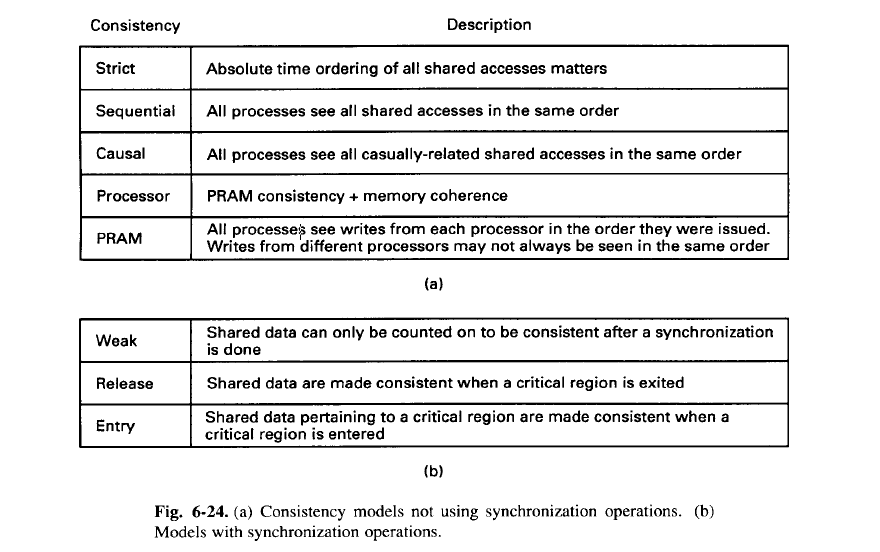 Consistency Description
Strict Absolute time ordering of all shared accesses matters
Sequential All processes see all shared accesses in the same order
Causal All processes see all casually-related shared accesses in the same order
Processor PRAM consistency + memory coherence
PRAM All processes see writes from each processor in the order they were issued.
Writes from different processors may not always be seen in the same order
(a)
Weak Shared data can only be counted on to be consistent after a synchronization
is done
Release Shared data are made consistent when a critical region is exited
Entry Shared data pertaining to a critical region are made consistent when a
critical region is entered
(b)
Fig. 6-24. (a) Consistency models not using synchronization operations. (b)
Models with synchronization operations.